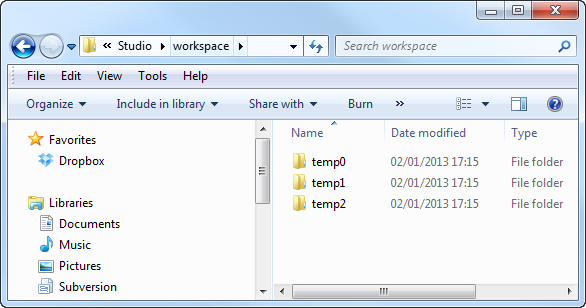 « Studio ▸ workspace ▸ Search workspace
File Edit View Tools Help
Organize Include in library Share with Burn »
Favorites
Dropbox
Libraries
Documents
Music
Pictures
Subversion
Name Date modified Type
temp0 02/01/2013 17:15 File folder
temp1 02/01/2013 17:15 File folder
temp2 02/01/2013 17:15 File folder